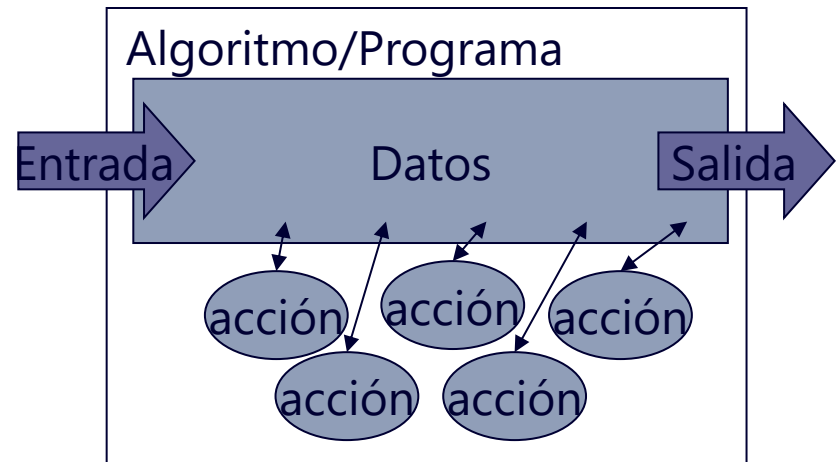 Algoritmo/Programa
Entrada
Datos
Salida
acción
acción
acción
acción
acción